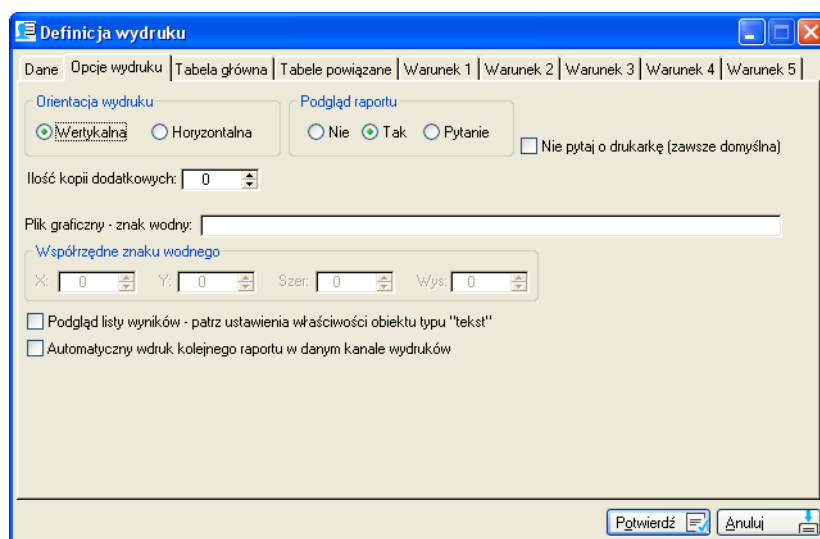 Definicja wydruku
Dane Opcje wydruku Tabela główna Tabele powiązane Warunek 1 Warunek 2 Warunek 3 Warunek 4 Warunek 5
Orientacja wydruku Podgląd raportu
Wertykalna Horyzontalna Nie Tak Pytanie
Nie pytaj o drukarkę (zawsze domyślna)
Ilość kopii dodatkowych: 0
Plik graficzny - znak wodny:
Współrzędne znaku wodnego
X: 0 Y: 0 Szer: 0 Wys: 0
Podgląd listy wyników - patrz ustawienia właściwości obiektu typu "tekst"
Automatyczny wdruk kolejnego raportu w danym kanale wydruków
Potwierdź Anuluj